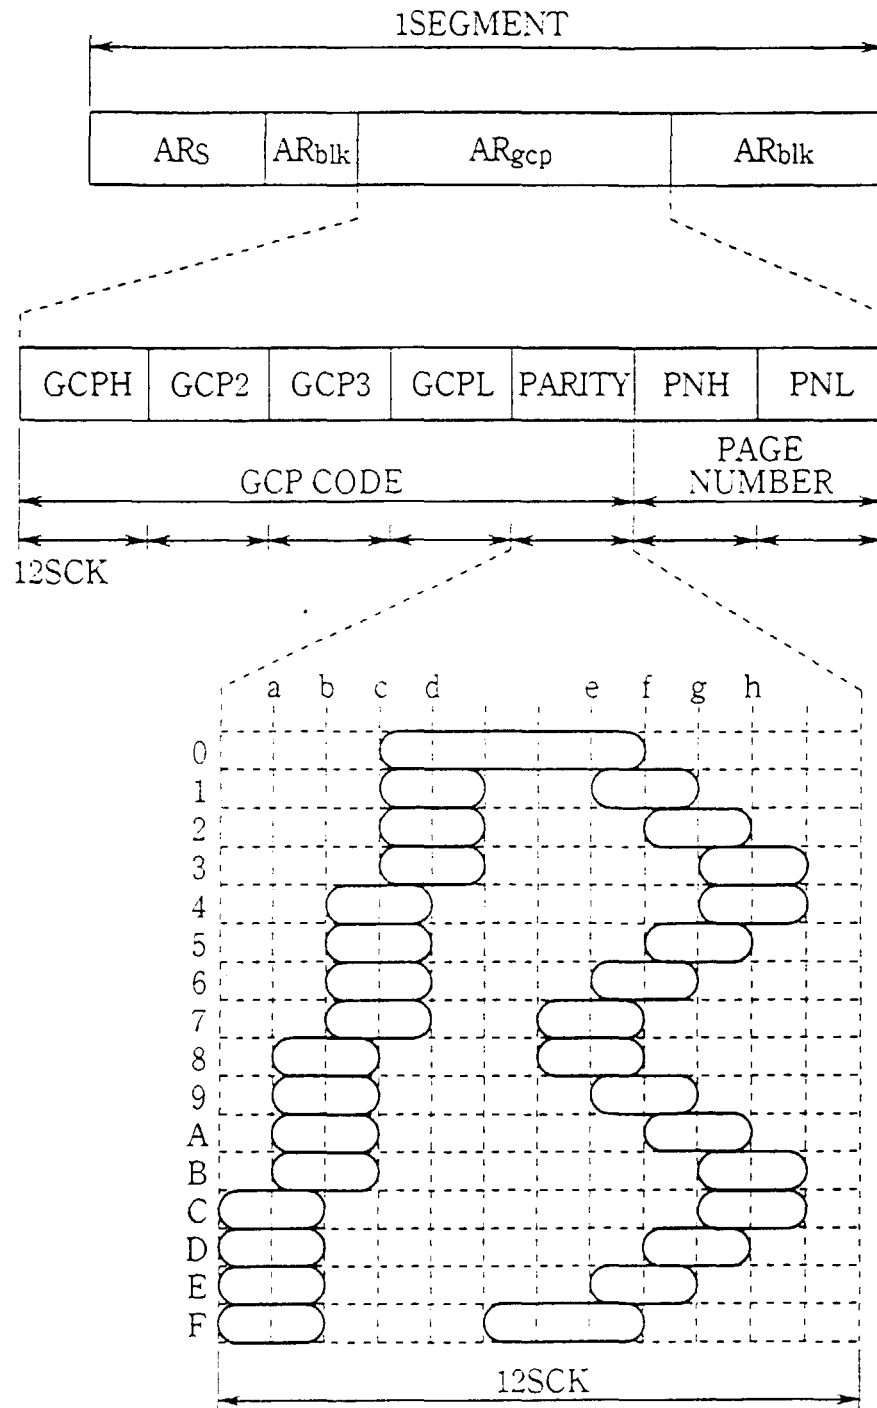 1SEGMENT
ARS ARblk ARgcp ARblk
GCPH GCP2 GCP3 GCPL PARITY PNH PNL
GCP CODE
PAGE
NUMBER
12SCK
a b c d e f g h
0
1
2
3
4
5
6
7
8
9
A
B
C
D
E
F
12SCK